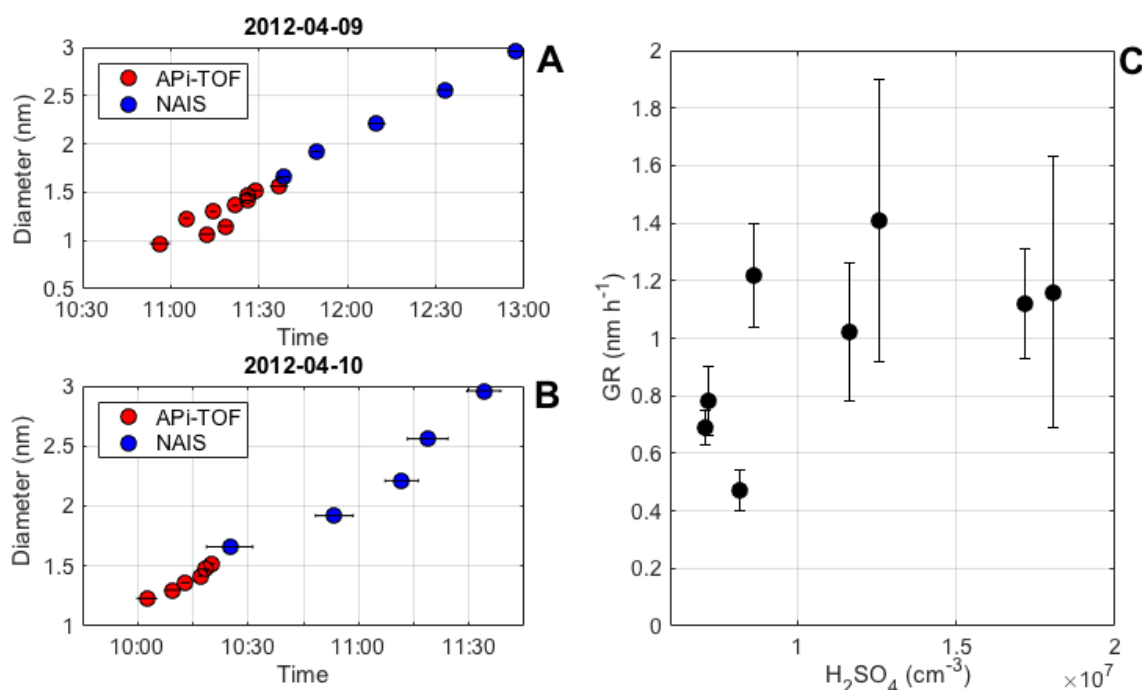 2012-04-09
A
Diameter (nm)
3
2.5
2
1.5
1
0.5
APi-TOF
NAIS
10:30 11:00 11:30 12:00 12:30 13:00
Time
2012-04-10
B
Diameter (nm)
3
2.5
2
1.5
1
APi-TOF
NAIS
10:00 10:30 11:00 11:30
Time
C
GR (nm h⁻¹)
2
1.8
1.6
1.4
1.2
1
0.8
0.6
0.4
0.2
0
1 1.5 2
H₂SO₄ (cm⁻³) ×10⁷